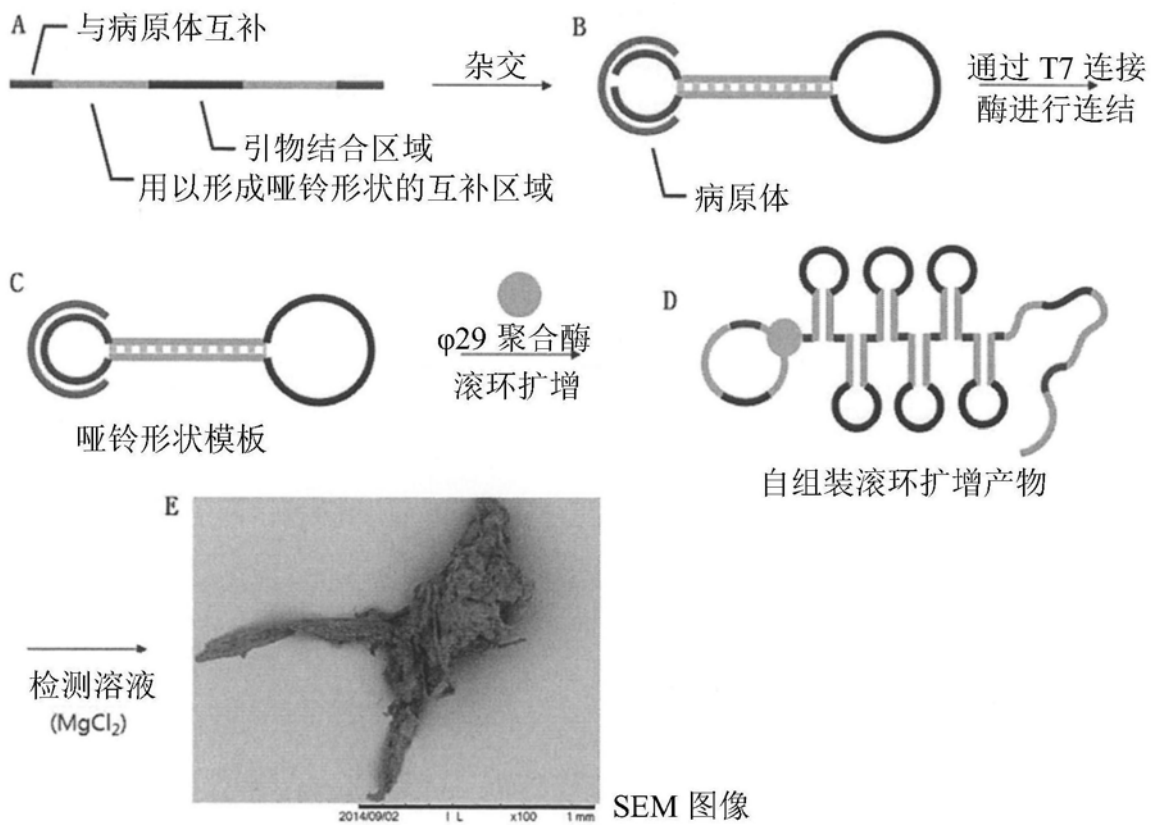 A
与病原体互补
引物结合区域
用以形成哑铃形状的互补区域
杂交
B
病原体
通过 T7 连接
酶进行连结
C
哑铃形状模板
φ29 聚合酶
滚环扩增
D
自组装滚环扩增产物
检测溶液
(MgCl₂)
E
2014/09/02 I L x100 1 mm
SEM 图像